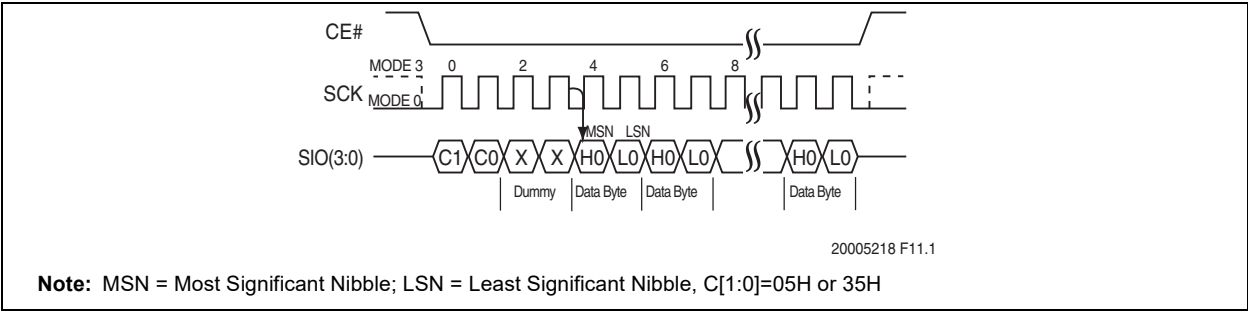 CE#
MODE 3 0 2 4 6 8
SCK MODE 0
MSN LSN
SIO(3:0) C1 C0 X X H0 L0 H0 L0 H0 L0
Dummy Data Byte Data Byte Data Byte
20005218 F11.1
Note: MSN = Most Significant Nibble; LSN = Least Significant Nibble, C[1:0]=05H or 35H